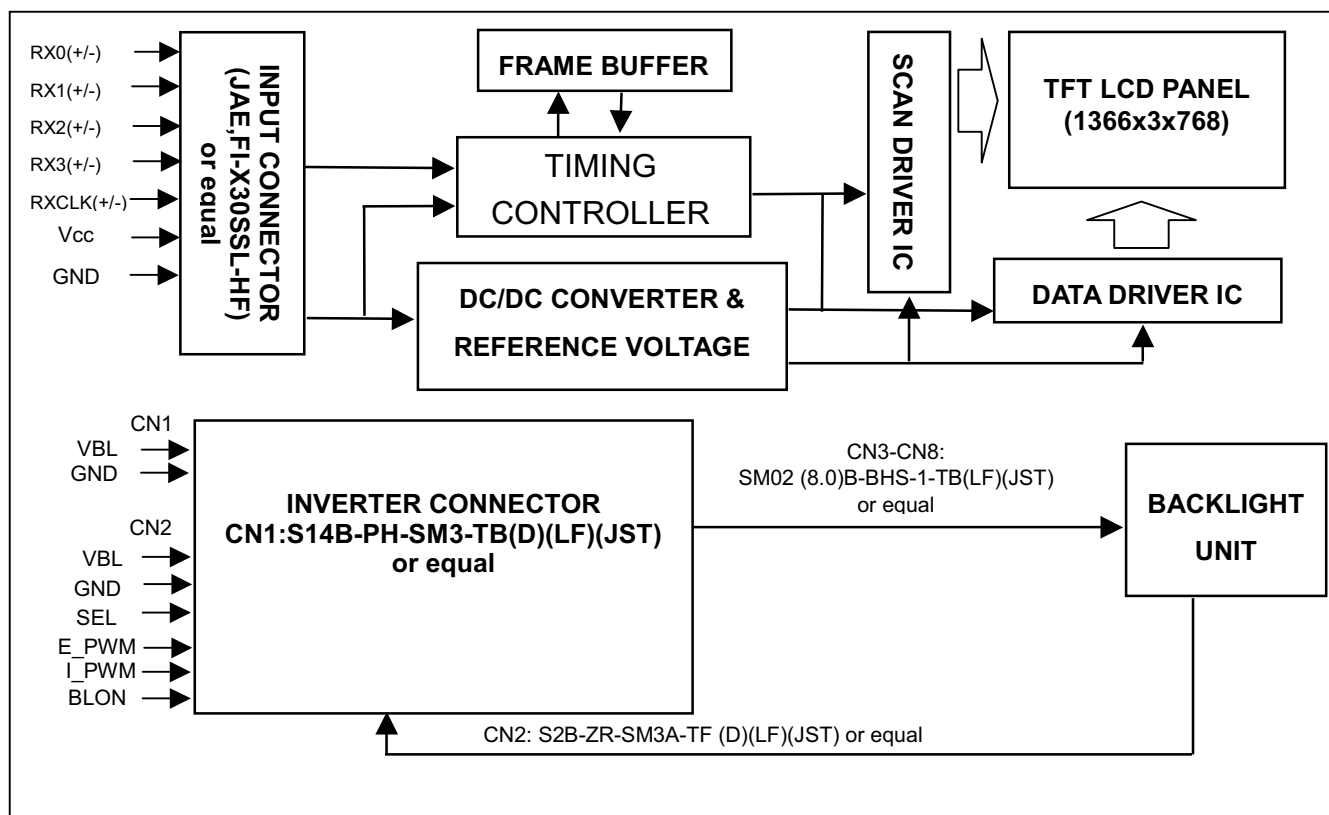 RX0(+/-)
RX1(+/-)
RX2(+/-)
RX3(+/-)
RXCLK(+/-)
Vcc
GND
INPUT CONNECTOR
(JAE,FI-X30SSL-HF)
or equal
FRAME BUFFER
TIMING
CONTROLLER
DC/DC CONVERTER &
REFERENCE VOLTAGE
SCAN DRIVER IC
TFT LCD PANEL
(1366x3x768)
DATA DRIVER IC
CN1
VBL
GND
CN2
VBL
GND
SEL
E_PWM
I_PWM
BLON
INVERTER CONNECTOR
CN1:S14B-PH-SM3-TB(D)(LF)(JST)
or equal
CN3-CN8:
SM02 (8.0)B-BHS-1-TB(LF)(JST)
or equal
BACKLIGHT
UNIT
CN2: S2B-ZR-SM3A-TF (D)(LF)(JST) or equal